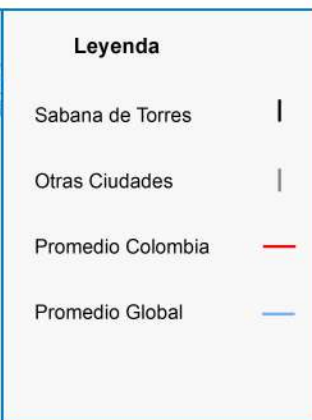 Leyenda
Sabana de Torres
Otras Ciudades
Promedio Colombia
Promedio Global